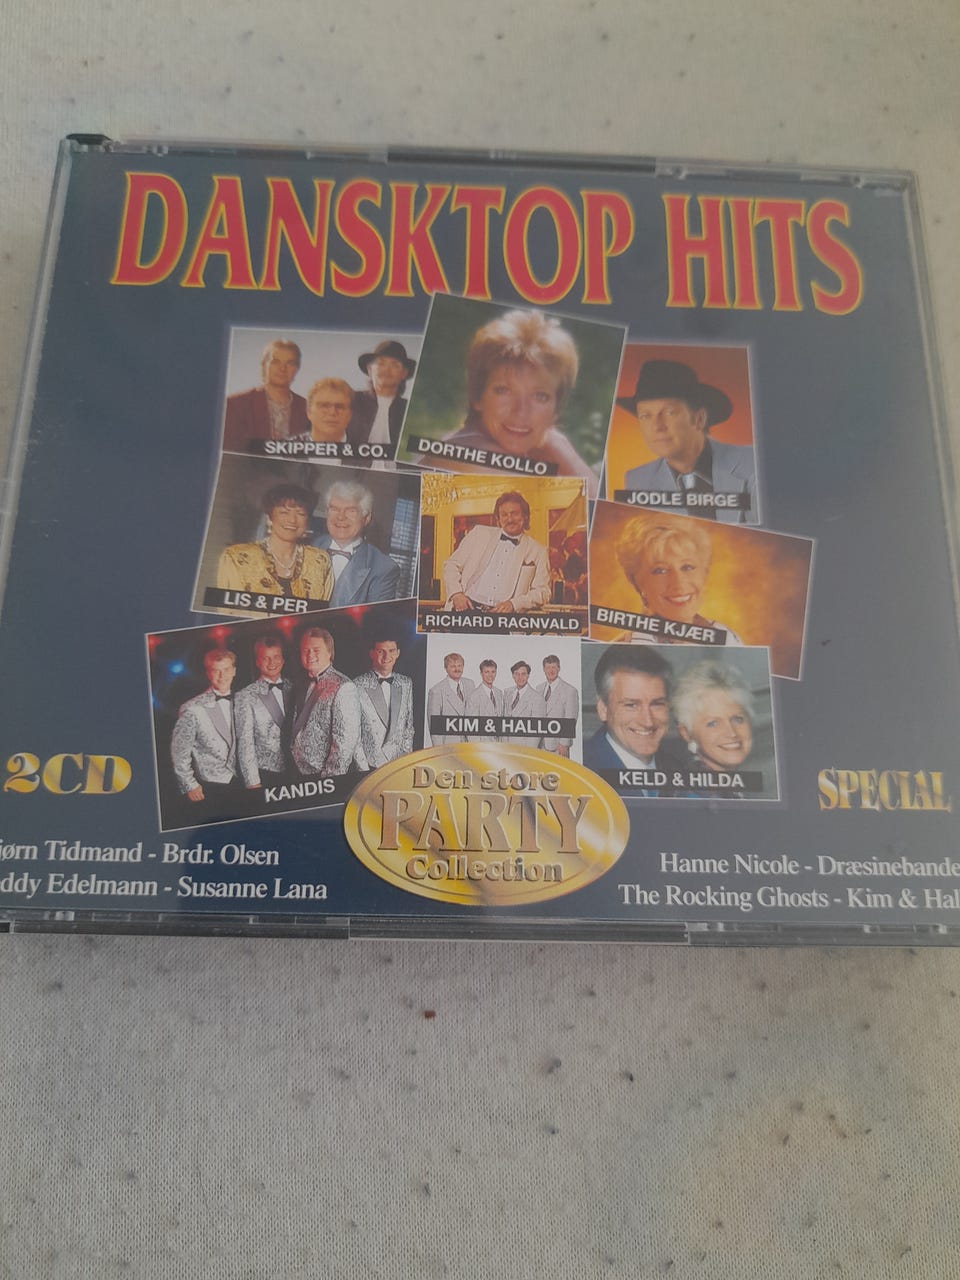 DANSKTOP HITS
SKIPPER & CO.
DORTHE KOLLO
JODLE BIRGE
LIS & PER
RICHARD RAGNVALD
BIRTHE KJÆR
KANDIS
KIM & HALLO
KELD & HILDA
2CD
Den store
PARTY
Collection
SPECIAL
jørn Tidmand - Brdr. Olsen
ddy Edelmann - Susanne Lana
Hanne Nicole - Dræsinebande
The Rocking Ghosts - Kim & Hal